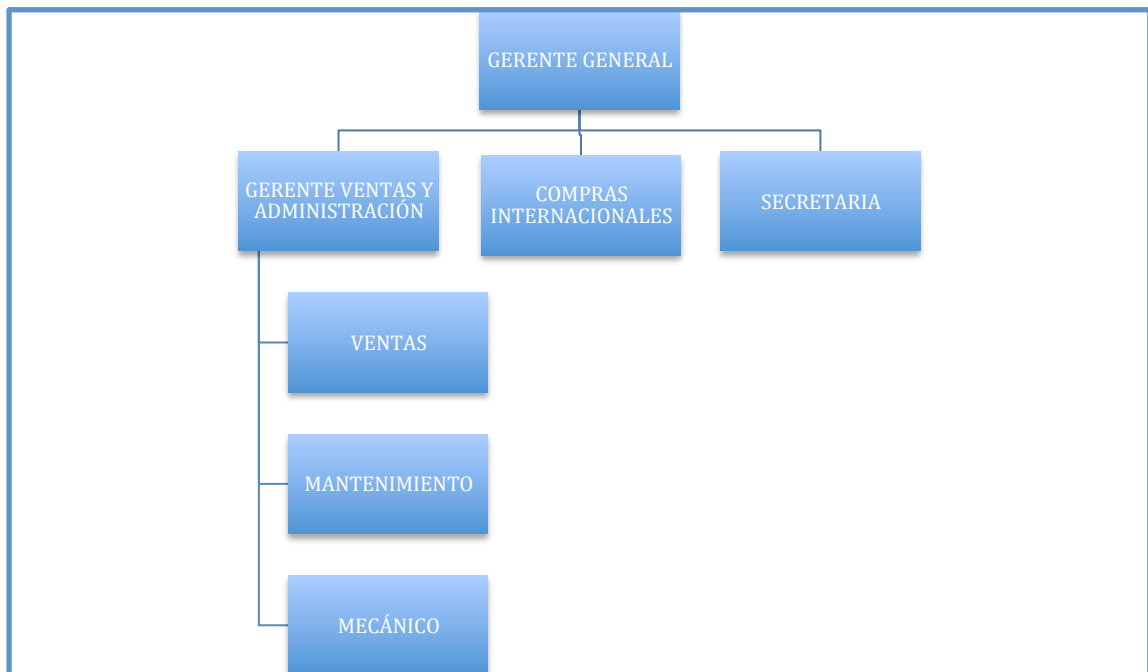 GERENTE GENERAL
GERENTE VENTAS Y
ADMINISTRACIÓN
COMPRAS
INTERNACIONALES
SECRETARIA
VENTAS
MANTENIMIENTO
MECÁNICO